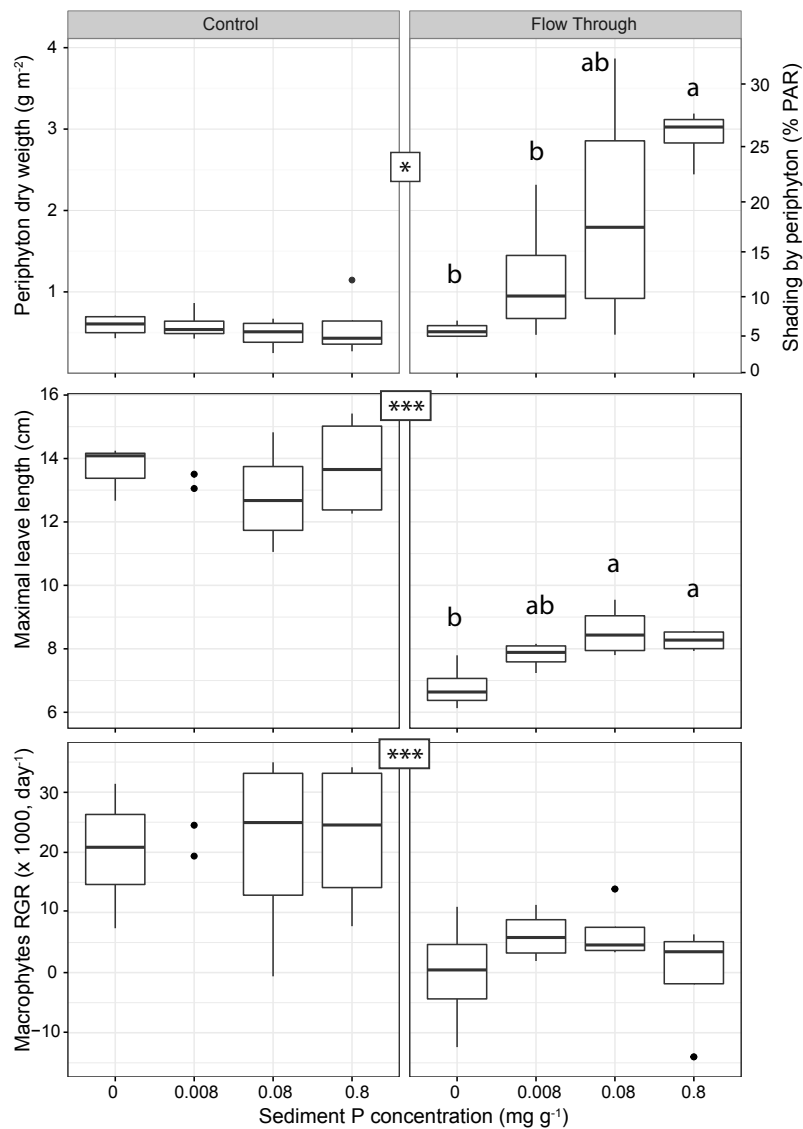 Control
Flow Through
Periphyton dry weigth (g m-2)
4
3
2
1
*
b
b
ab
a
30
25
20
15
10
5
0
Shading by periphyton (% PAR)
Maximal leave length (cm)
16
14
12
10
8
6
***
b
ab
a
a
Macrophytes RGR (x 1000, day-1)
30
20
10
0
−10
***
0 0.008 0.08 0.8
0 0.008 0.08 0.8
Sediment P concentration (mg g-1)